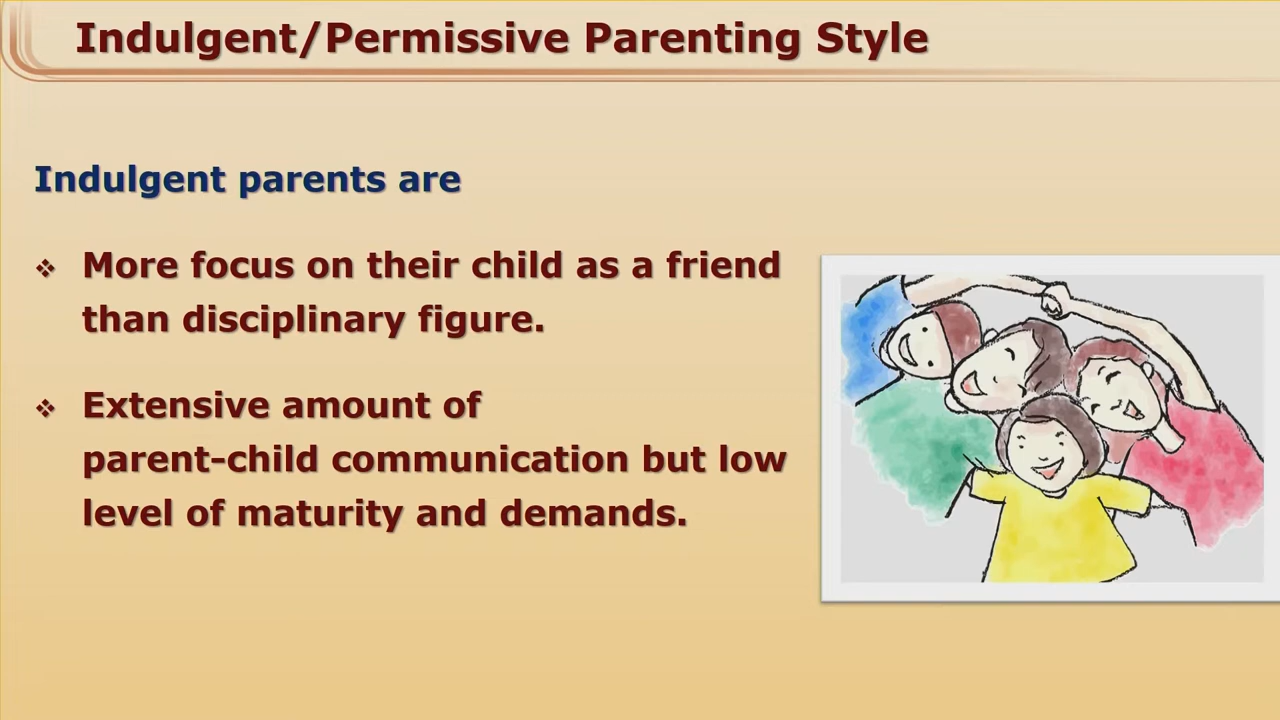 Indulgent/Permissive Parenting Style
Indulgent parents are
❖ More focus on their child as a friend
than disciplinary figure.
❖ Extensive amount of
parent-child communication but low
level of maturity and demands.